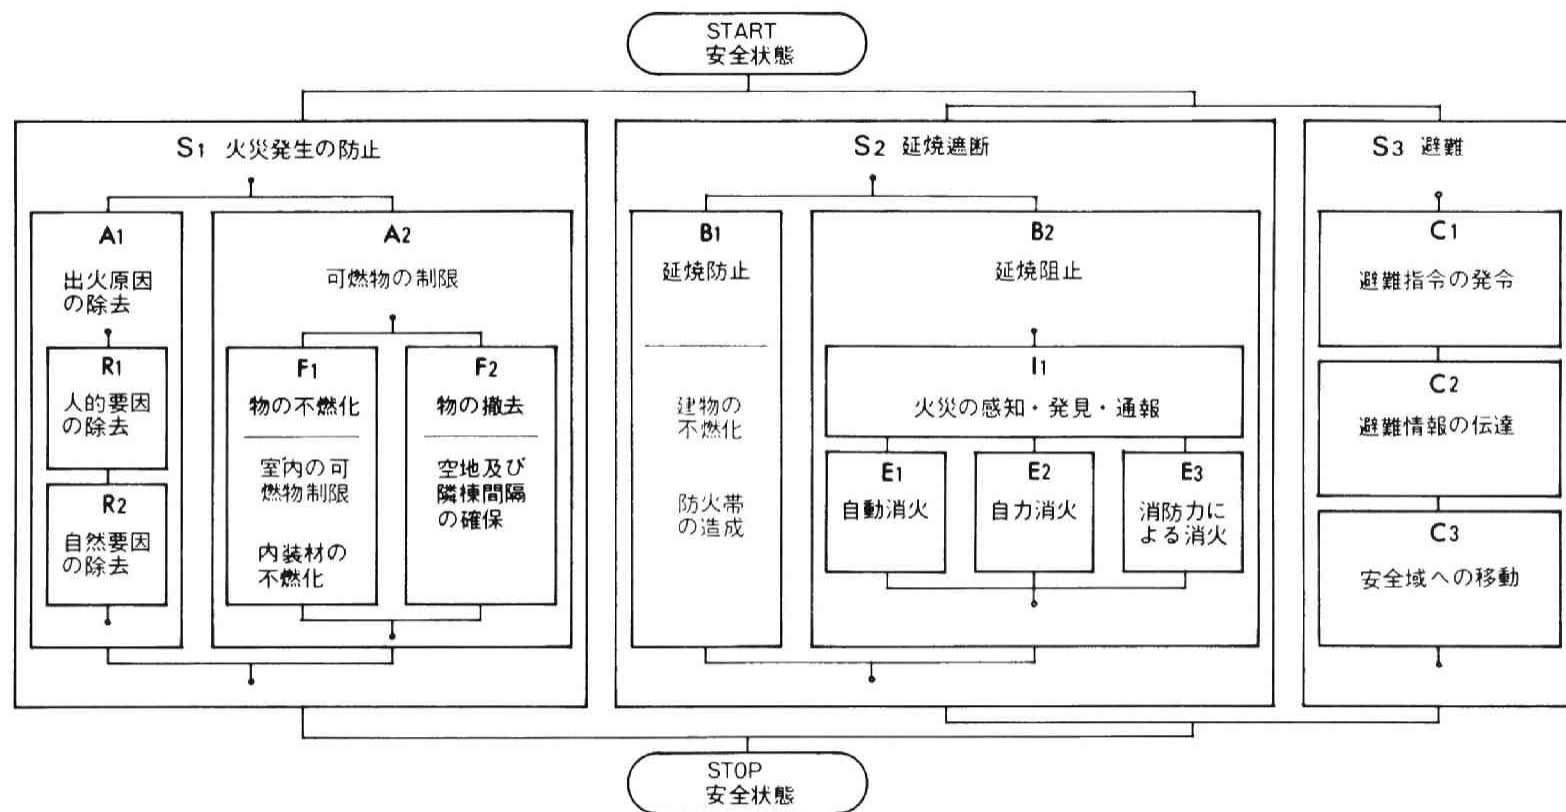 START
安全状態
S1 火災発生の防止
A1
出火原因
の除去
R1
人的要因
の除去
R2
自然要因
の除去
A2
可燃物の制限
F1
物の不燃化
室内の可
燃物制限
内装材の
不燃化
F2
物の撤去
空地及び
隣棟間隔
の確保
S2 延焼遮断
B1
延焼防止
建物の
不燃化
防火帯
の造成
B2
延焼阻止
I1
火災の感知・発見・通報
E1
自動消火
E2
自力消火
E3
消防力に
よる消火
S3 避難
C1
避難指令の発令
C2
避難情報の伝達
C3
安全域への移動
STOP
安全状態